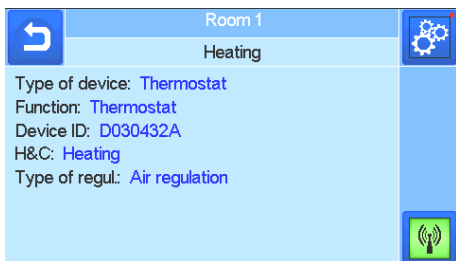 Room 1
Heating
Type of device: Thermostat
Function: Thermostat
Device ID: D030432A
H&C: Heating
Type of regul.: Air regulation